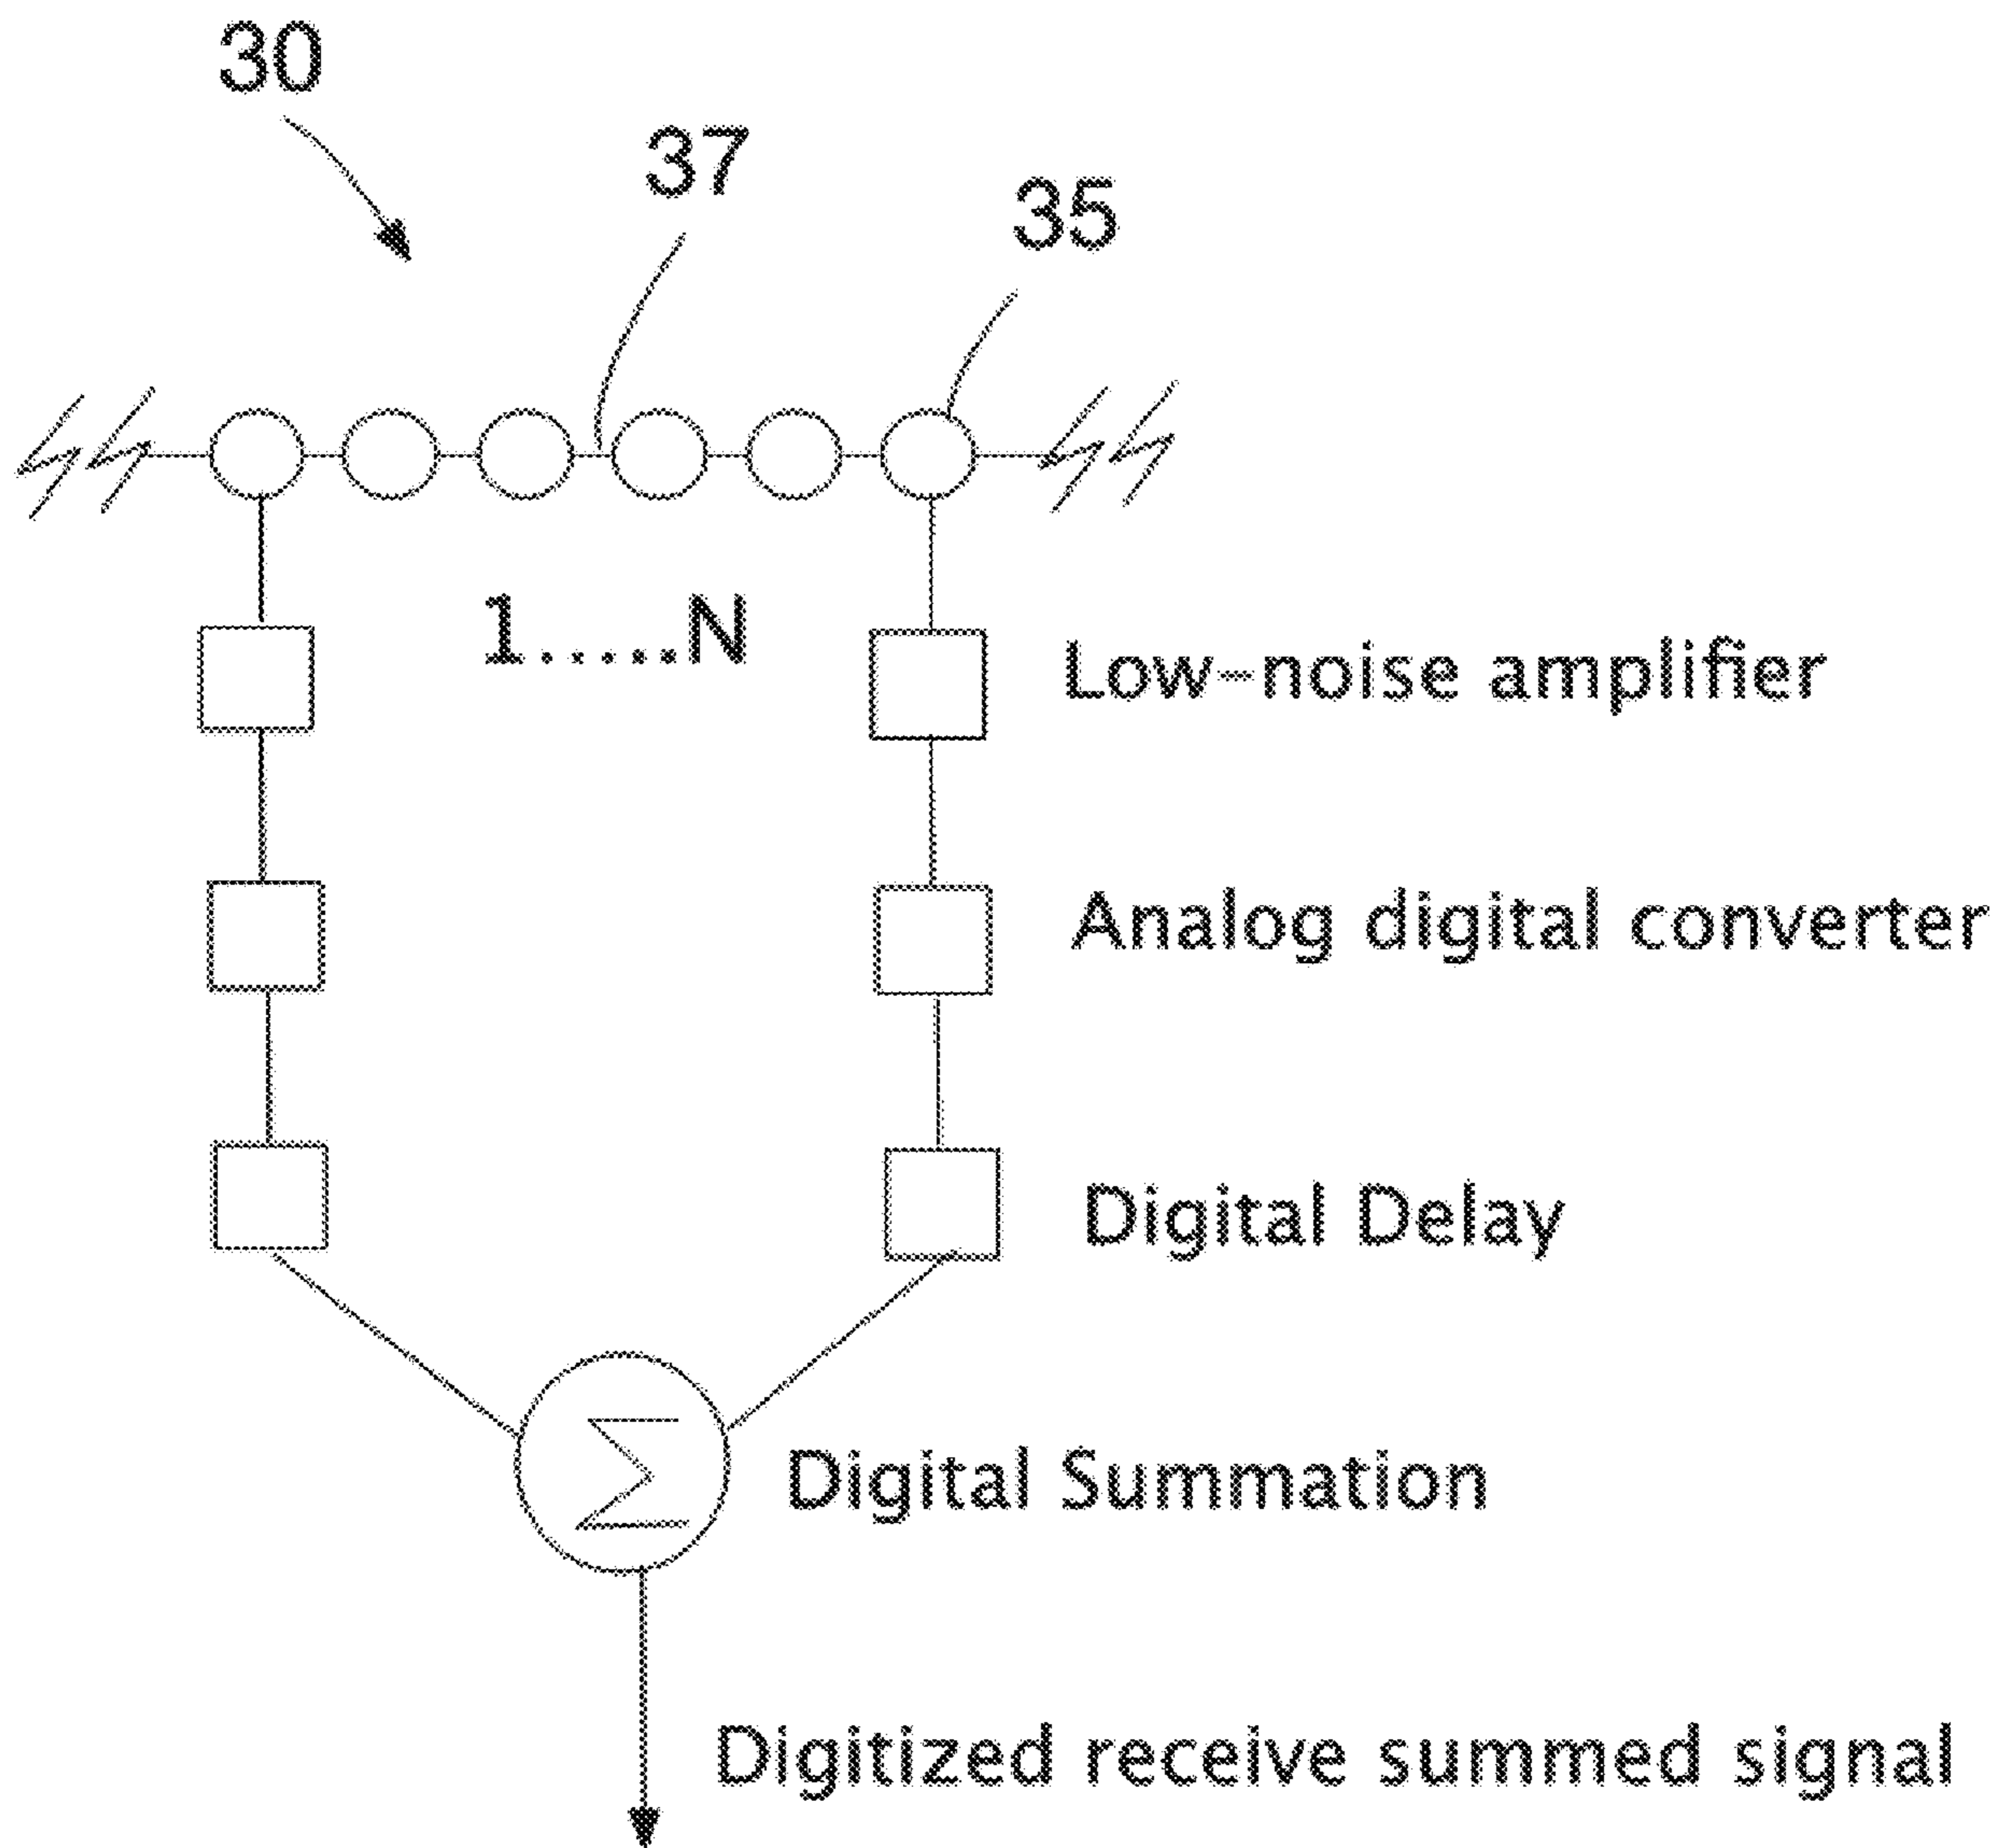 30
37
35
1.....N
Low-noise amplifier
Analog digital converter
Digital Delay
Σ
Digital Summation
Digitized receive summed signal